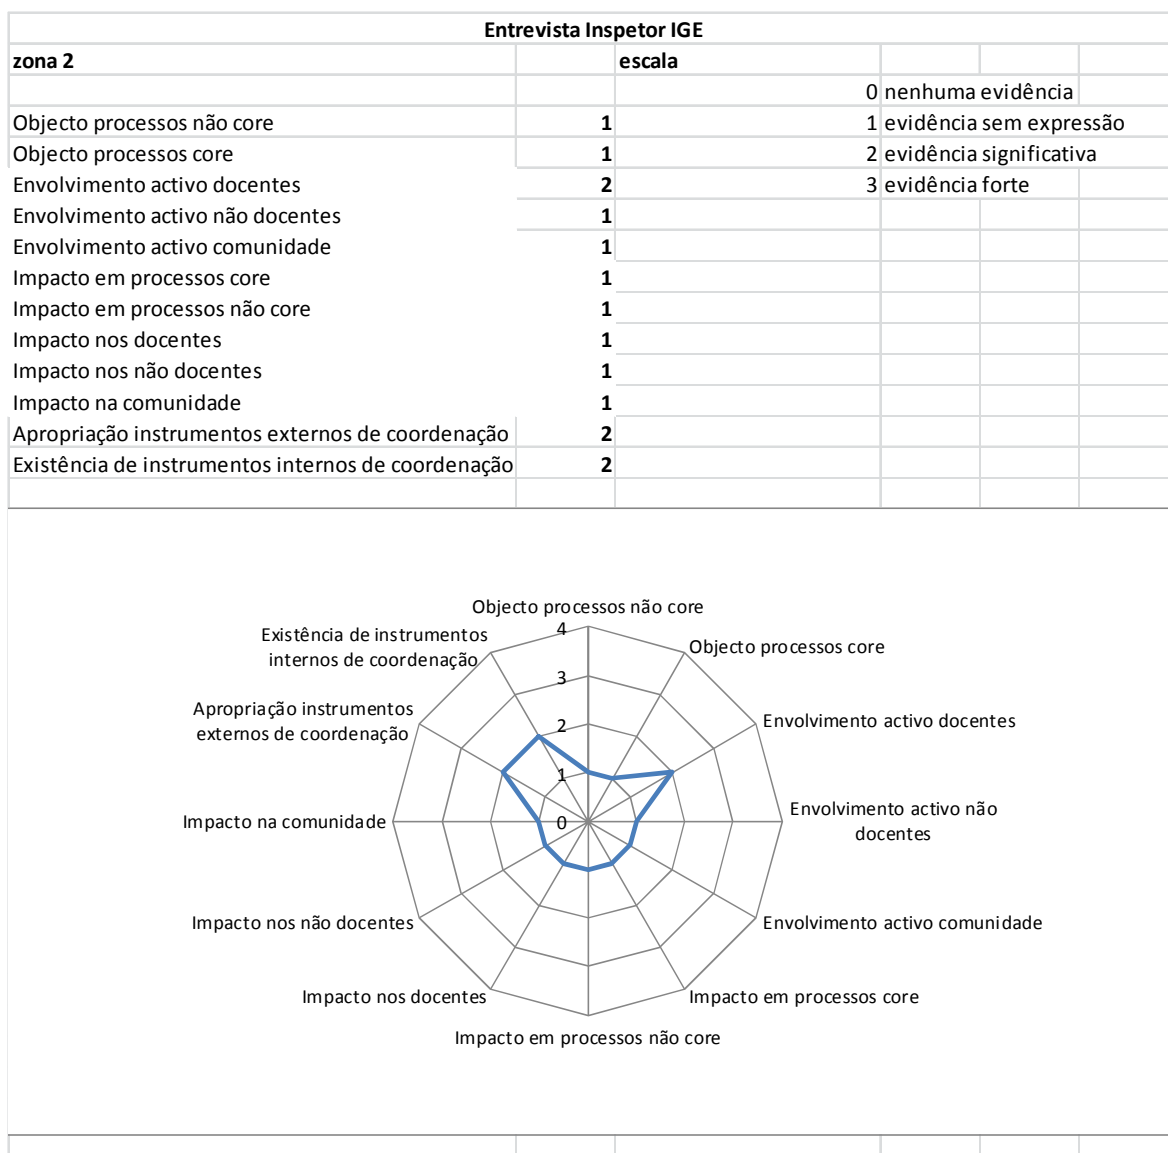 Entrevista Inspetor IGE
zona 2 escala
0 nenhuma evidência
Objecto processos não core 1 1 evidência sem expressão
Objecto processos core 1 2 evidência significativa
Envolvimento activo docentes 2 3 evidência forte
Envolvimento activo não docentes 1
Envolvimento activo comunidade 1
Impacto em processos core 1
Impacto em processos não core 1
Impacto nos docentes 1
Impacto nos não docentes 1
Impacto na comunidade 1
Apropriação instrumentos externos de coordenação 2
Existência de instrumentos internos de coordenação 2
Objecto processos não core
4
Existência de instrumentos
internos de coordenação
Objecto processos core
3
Apropriação instrumentos
externos de coordenação
Envolvimento activo docentes
2
1
Impacto na comunidade
0
Envolvimento activo não
docentes
Impacto nos não docentes
Envolvimento activo comunidade
Impacto nos docentes
Impacto em processos core
Impacto em processos não core